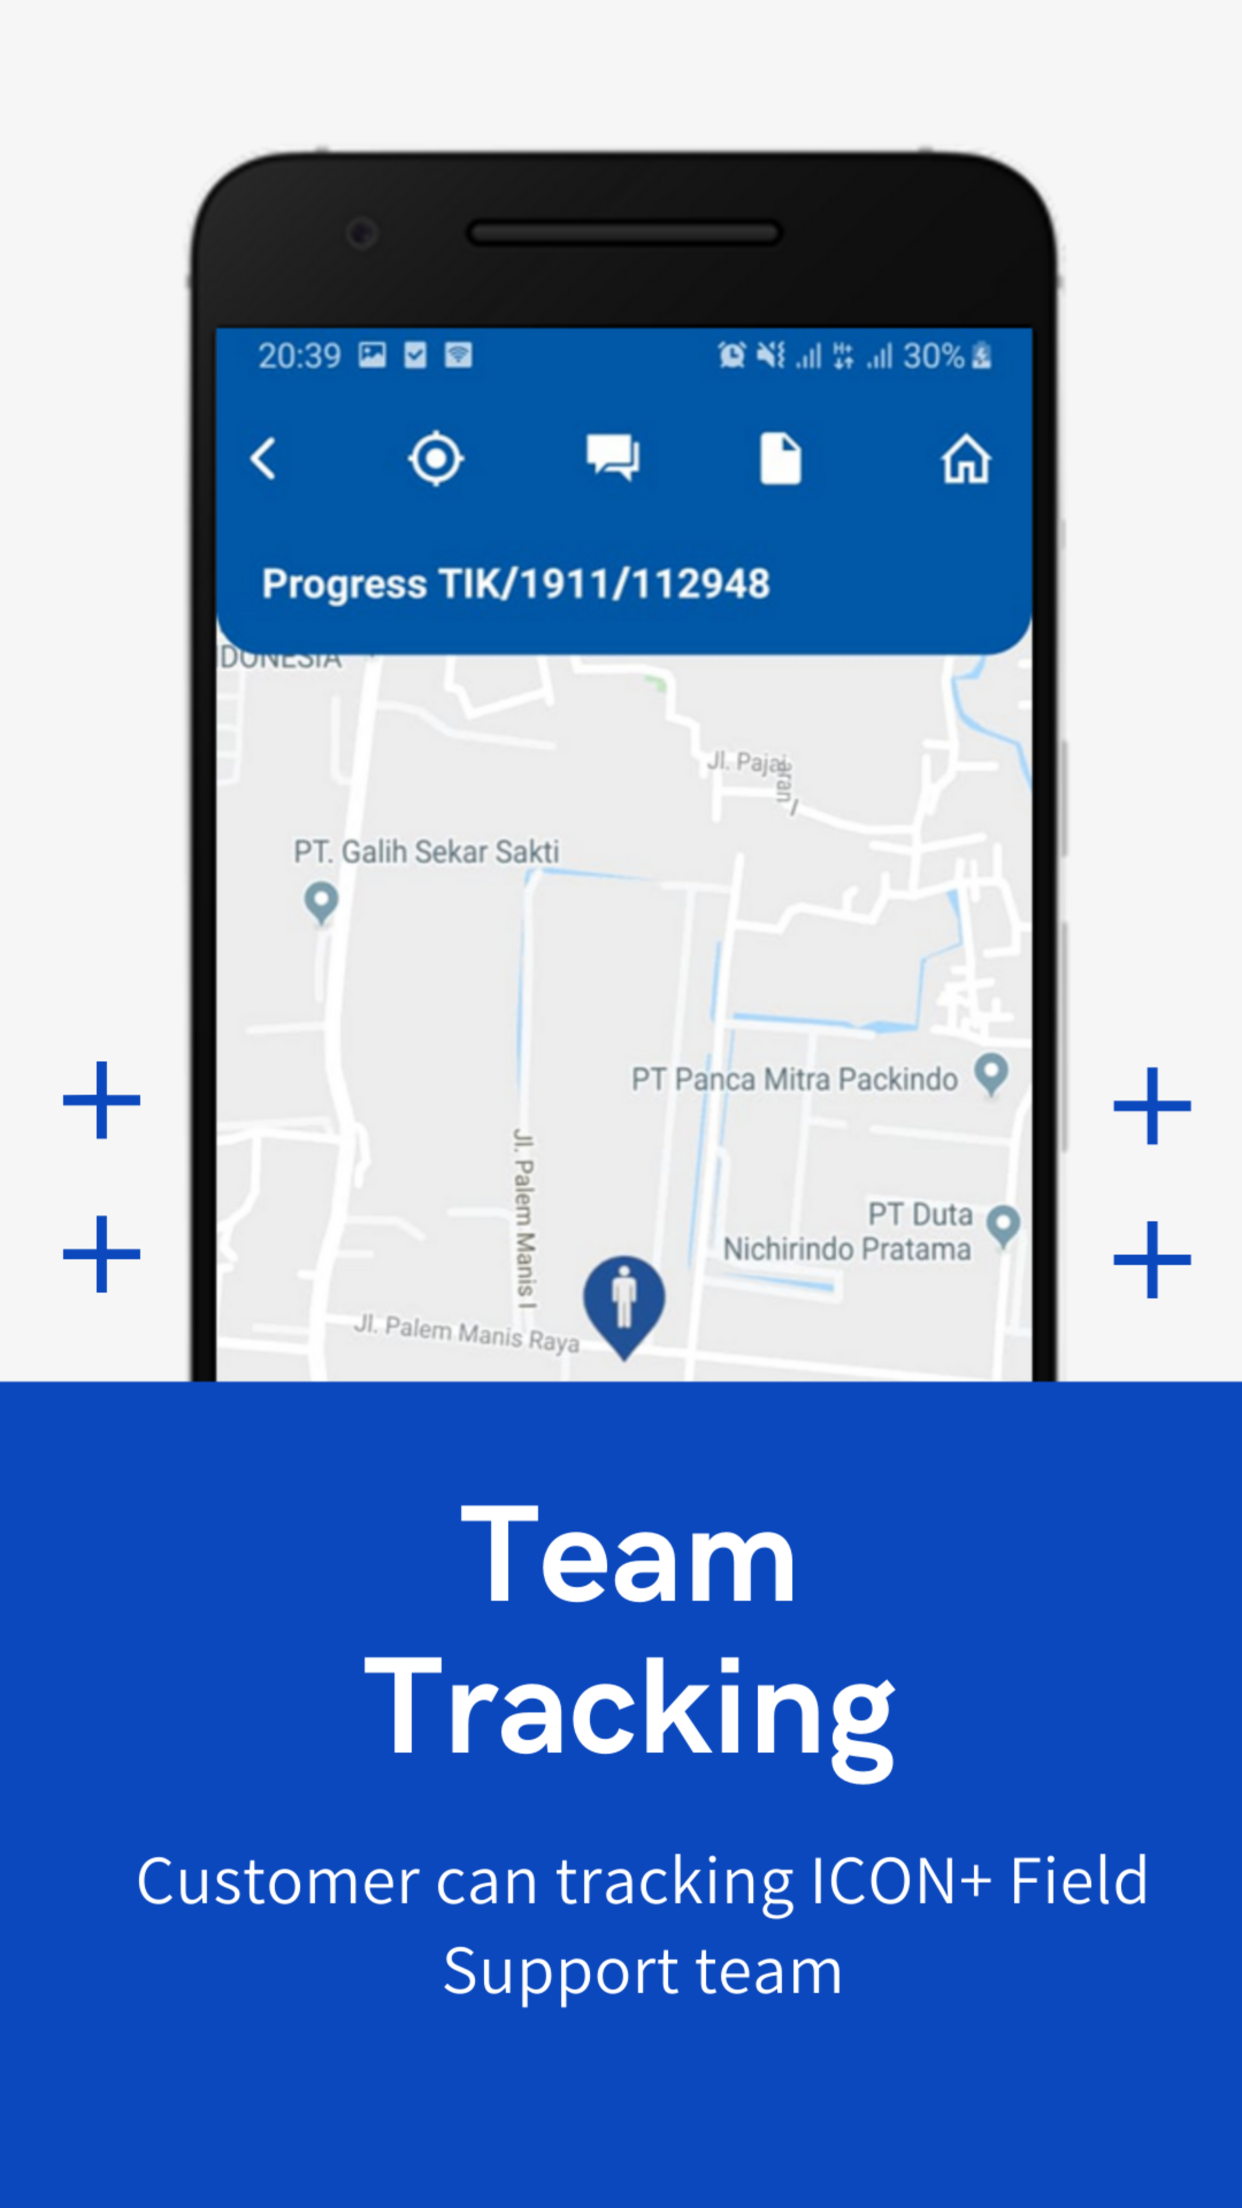 20:39
H+
30%
Progress TIK/1911/112948
DONESIA
Jl. Pajajaran I
PT. Galih Sekar Sakti
PT Panca Mitra Packindo
Jl. Palem Manis I
PT Duta
Nichirindo Pratama
Jl. Palem Manis Raya
Team
Tracking
Customer can tracking ICON+ Field
Support team